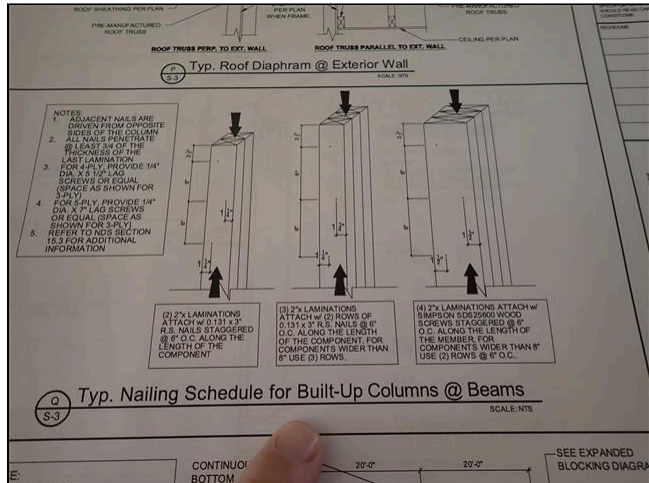 ROOF SHEATHING PER PLAN
PRE-MANUFACTURED
ROOF TRUSS
PER PLAN
WHEN FRAME.
PRE-MANUFACTURED
ROOF TRUSS.
CEILING PER PLAN
ROOF TRUSS PERP. TO EXT. WALL
ROOF TRUSS PARALLEL TO EXT. WALL
P
S-3
Typ. Roof Diaphram @ Exterior Wall
SCALE: NTS
NOTES:
1. ADJACENT NAILS ARE
DRIVEN FROM OPPOSITE
SIDES OF THE COLUMN
2. ALL NAILS PENETRATE
@ LEAST 3/4 OF THE
THICKNESS OF THE
LAST LAMINATION
3. FOR 4-PLY, PROVIDE 1/4"
DIA. X 5 1/2" LAG
SCREWS OR EQUAL
(SPACE AS SHOWN FOR
3-PLY)
4. FOR 5-PLY, PROVIDE 1/4"
DIA. X 7" LAG SCREWS
OR EQUAL (SPACE AS
SHOWN FOR 3-PLY)
5. REFER TO NDS SECTION
15.3 FOR ADDITIONAL
INFORMATION
(2) 2"x LAMINATIONS
ATTACH w/ 0.131 x 3"
R.S. NAILS STAGGERED
@ 6" O.C. ALONG THE
LENGTH OF THE
COMPONENT
(3) 2"x LAMINATIONS
ATTACH w/ (2) ROWS OF
0.131 x 3" R.S. NAILS @ 6"
O.C. ALONG THE LENGTH
OF THE COMPONENT, FOR
COMPONENTS WIDER THAN
8" USE (3) ROWS.
(4) 2"x LAMINATIONS ATTACH w/
SIMPSON SDS25600 WOOD
SCREWS STAGGERED @ 6"
O.C. ALONG THE LENGTH OF
THE MEMBER, FOR
COMPONENTS WIDER THAN 8"
USE (2) ROWS @ 6" O.C..
Q
S-3
Typ. Nailing Schedule for Built-Up Columns @ Beams
SCALE: NTS
E:
CONTINUOU
BOTTOM
20'-0"
20'-0"
SEE EXPANDED
BLOCKING DIAGRA